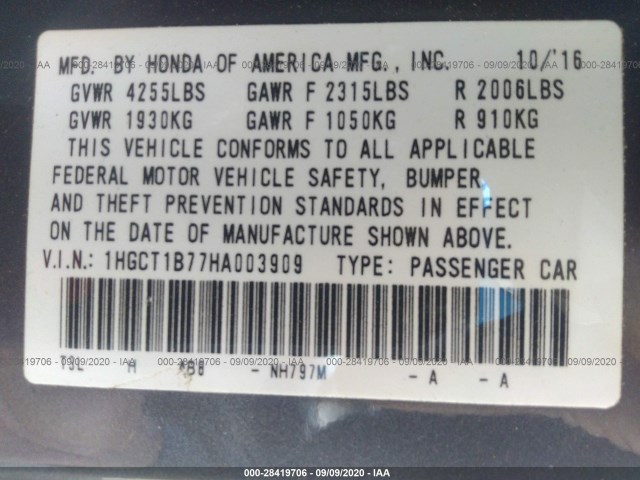 MFD. BY HONDA OF AMERICA MFG., INC. 10/'16
GVWR 4255LBS GAWR F 2315LBS R 2006LBS
GVWR 1930KG GAWR F 1050KG R 910KG
THIS VEHICLE CONFORMS TO ALL APPLICABLE
FEDERAL MOTOR VEHICLE SAFETY, BUMPER,
AND THEFT PREVENTION STANDARDS IN EFFECT
ON THE DATE OF MANUFACTURE SHOWN ABOVE.
V.I.N.: 1HGCT1B77HA003909 TYPE: PASSENGER CAR
- NH797M - A - A
000-28419706 - 09/09/2020 - IAA